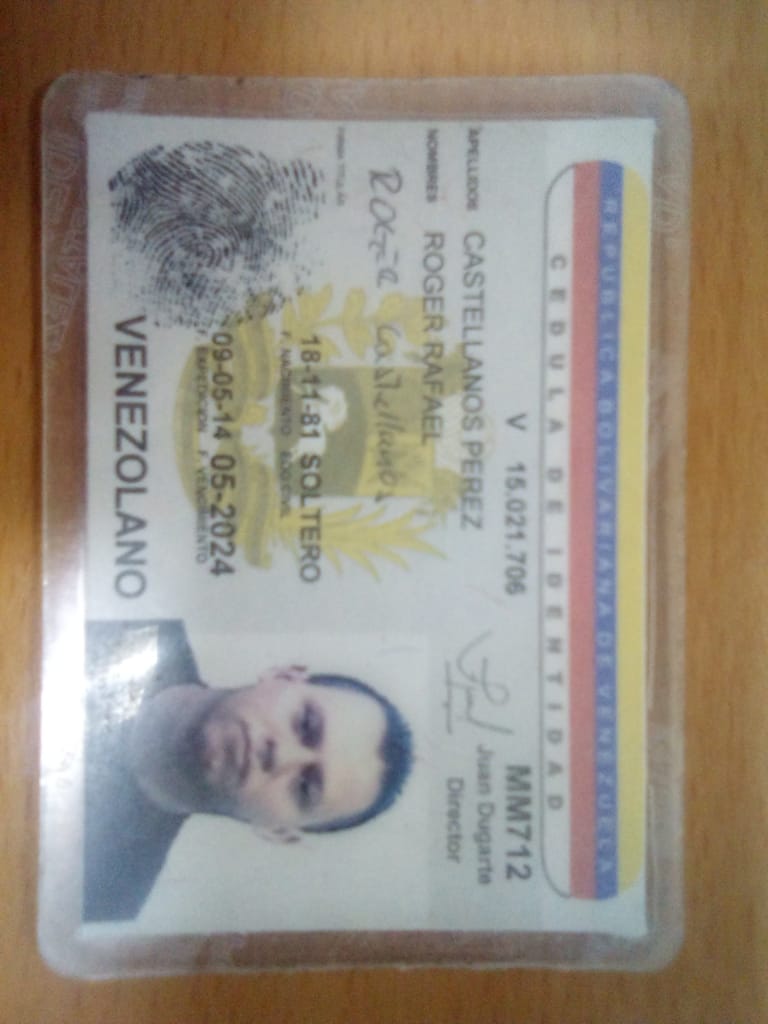 REPUBLICA BOLIVARIANA DE VENEZUELA
CEDULA DE IDENTIDAD
V 15.021.706
MM712
APELLIDOS CASTELLANOS PEREZ
NOMBRES ROGER RAFAEL
Juan Dugarte
Director
FIRMA TITULAR
Roger Castellanos
18-11-81 SOLTERO
F. NACIMIENTO EDO CIVIL
09-05-14 05-2024
F. EXPEDICION F. VENCIMIENTO
VENEZOLANO